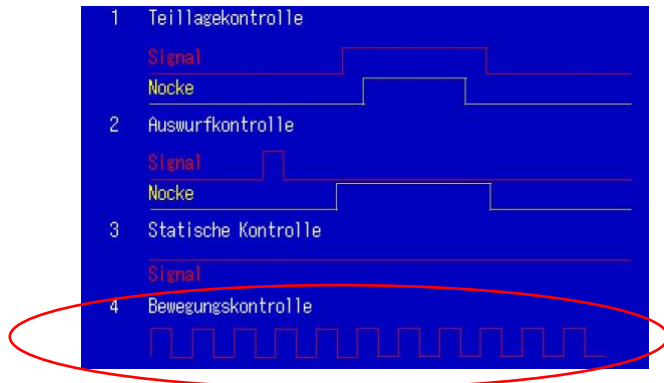 1 Teillagekontrolle
Signal
Nocke
2 Auswurfkontrolle
Signal
Nocke
3 Statische Kontrolle
Signal
4 Bewegungskontrolle